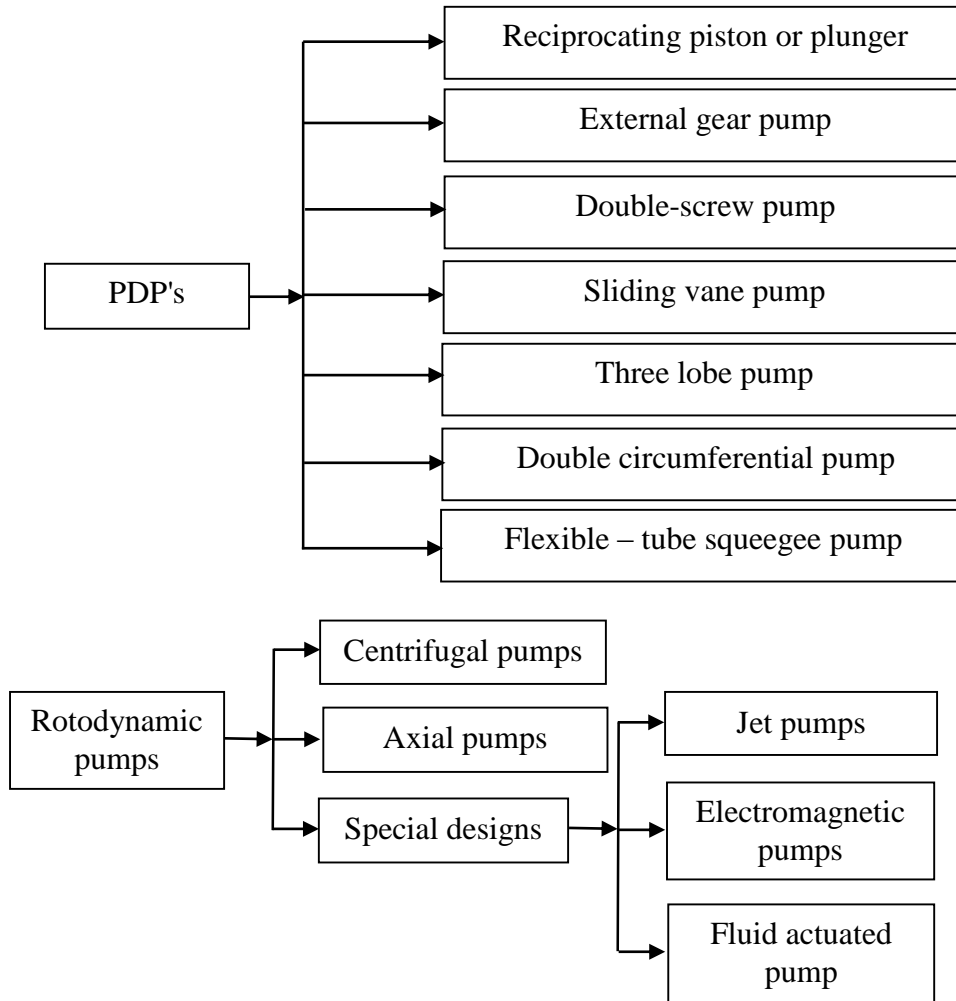 Reciprocating piston or plunger
External gear pump
Double-screw pump
PDP's
Sliding vane pump
Three lobe pump
Double circumferential pump
Flexible – tube squeegee pump
Centrifugal pumps
Rotodynamic
pumps
Axial pumps
Special designs
Jet pumps
Electromagnetic
pumps
Fluid actuated
pump